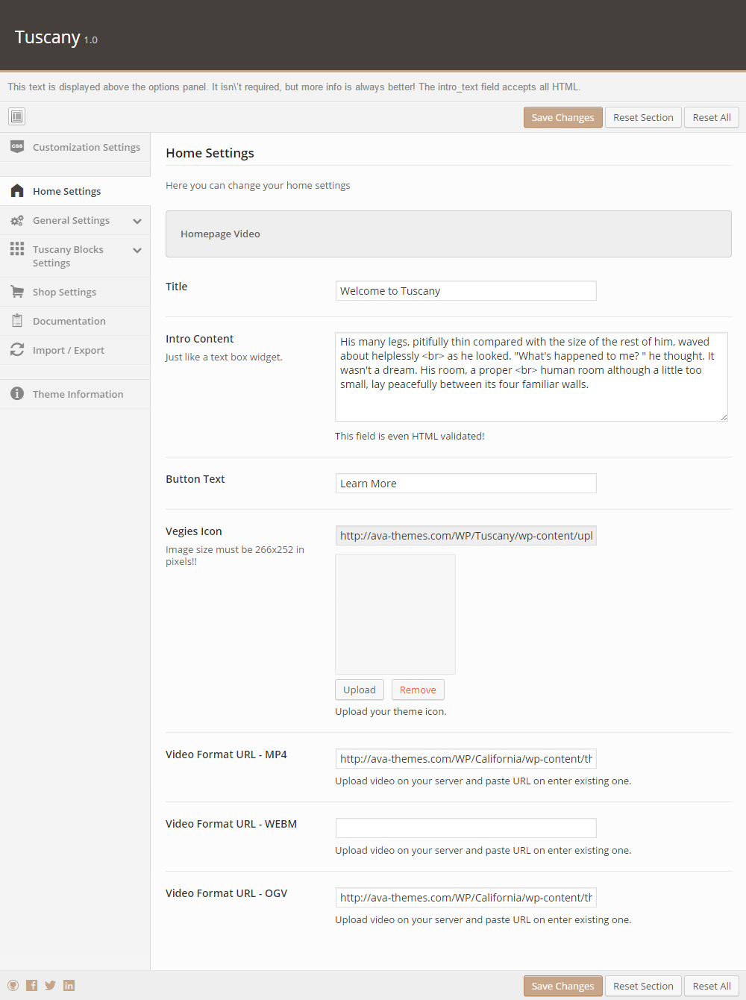 Tuscany 1.0
This text is displayed above the options panel. It isn\'t required, but more info is always better! The intro_text field accepts all HTML.
Save Changes
Reset Section
Reset All
CSS
Customization Settings
Home Settings
General Settings
Tuscany Blocks
Settings
Shop Settings
Documentation
Import / Export
Theme Information
Home Settings
Here you can change your home settings
Homepage Video
Title
Welcome to Tuscany
Intro Content
Just like a text box widget.
His many legs, pitifully thin compared with the size of the rest of him, waved
about helplessly <br> as he looked. "What's happened to me? " he thought. It
wasn't a dream. His room, a proper <br> human room although a little too
small, lay peacefully between its four familiar walls.
This field is even HTML validated!
Button Text
Learn More
Vegies Icon
Image size must be 266x252 in
pixels!!
http://ava-themes.com/WP/Tuscany/wp-content/upl
Upload
Remove
Upload your theme icon.
Video Format URL - MP4
http://ava-themes.com/WP/California/wp-content/th
Upload video on your server and paste URL on enter existing one.
Video Format URL - WEBM
Upload video on your server and paste URL on enter existing one.
Video Format URL - OGV
http://ava-themes.com/WP/California/wp-content/th
Upload video on your server and paste URL on enter existing one.
Save Changes
Reset Section
Reset All